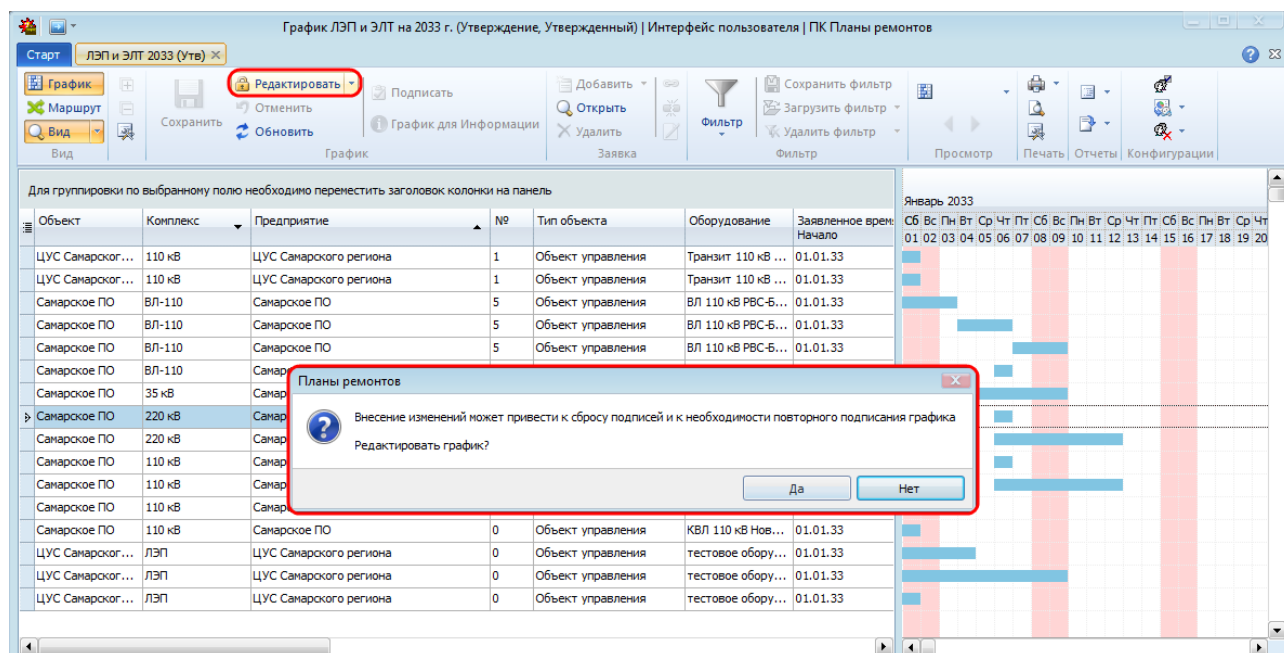 График ЛЭП и ЭЛТ на 2033 г. (Утверждение, Утвержденный) | Интерфейс пользователя | ПК Планы ремонтов
Старт ЛЭП и ЭЛТ 2033 (Утв)
График Редактировать Подписать Добавить Сохранить фильтр
Маршрут Сохранить Отменить Открыть Фильтр Загрузить фильтр
Вид Обновить График для Информации Удалить Удалить фильтр
Вид График Заявка Фильтр Просмотр Печать Отчеты Конфигурации
Для группировки по выбранному полю необходимо переместить заголовок колонки на панель
Январь 2033
Объект Комплекс Предприятие № Тип объекта Оборудование Заявленное врем Сб Вс Пн Вт Ср Чт Пт Сб Вс Пн Вт Ср Чт Пт Сб Вс Пн Вт Ср Чт
Начало 01 02 03 04 05 06 07 08 09 10 11 12 13 14 15 16 17 18 19 20
ЦУС Самарског... 110 кВ ЦУС Самарского региона 1 Объект управления Транзит 110 кВ ... 01.01.33
ЦУС Самарског... 110 кВ ЦУС Самарского региона 1 Объект управления Транзит 110 кВ ... 01.01.33
Самарское ПО ВЛ-110 Самарское ПО 5 Объект управления ВЛ 110 кВ РВС-Б... 01.01.33
Самарское ПО ВЛ-110 Самарское ПО 5 Объект управления ВЛ 110 кВ РВС-Б... 01.01.33
Самарское ПО ВЛ-110 Самарское ПО 5 Объект управления ВЛ 110 кВ РВС-Б... 01.01.33
Самарское ПО ВЛ-110 Самар
Самарское ПО 35 кВ
Самарское ПО 220 кВ Самар
Самарское ПО 220 кВ Самар
Самарское ПО 110 кВ Самар
Самарское ПО 110 кВ Самар
Самарское ПО 110 кВ Самар
Планы ремонтов
Внесение изменений может привести к сбросу подписей и к необходимости повторного подписания графика
Редактировать график?
Да Нет
Самарское ПО 110 кВ Самарское ПО 0 Объект управления КВЛ 110 кВ Нов... 01.01.33
ЦУС Самарског... ЛЭП ЦУС Самарского региона 0 Объект управления тестовое обору... 01.01.33
ЦУС Самарског... ЛЭП ЦУС Самарского региона 0 Объект управления тестовое обору... 01.01.33
ЦУС Самарског... ЛЭП ЦУС Самарского региона 0 Объект управления тестовое обору... 01.01.33